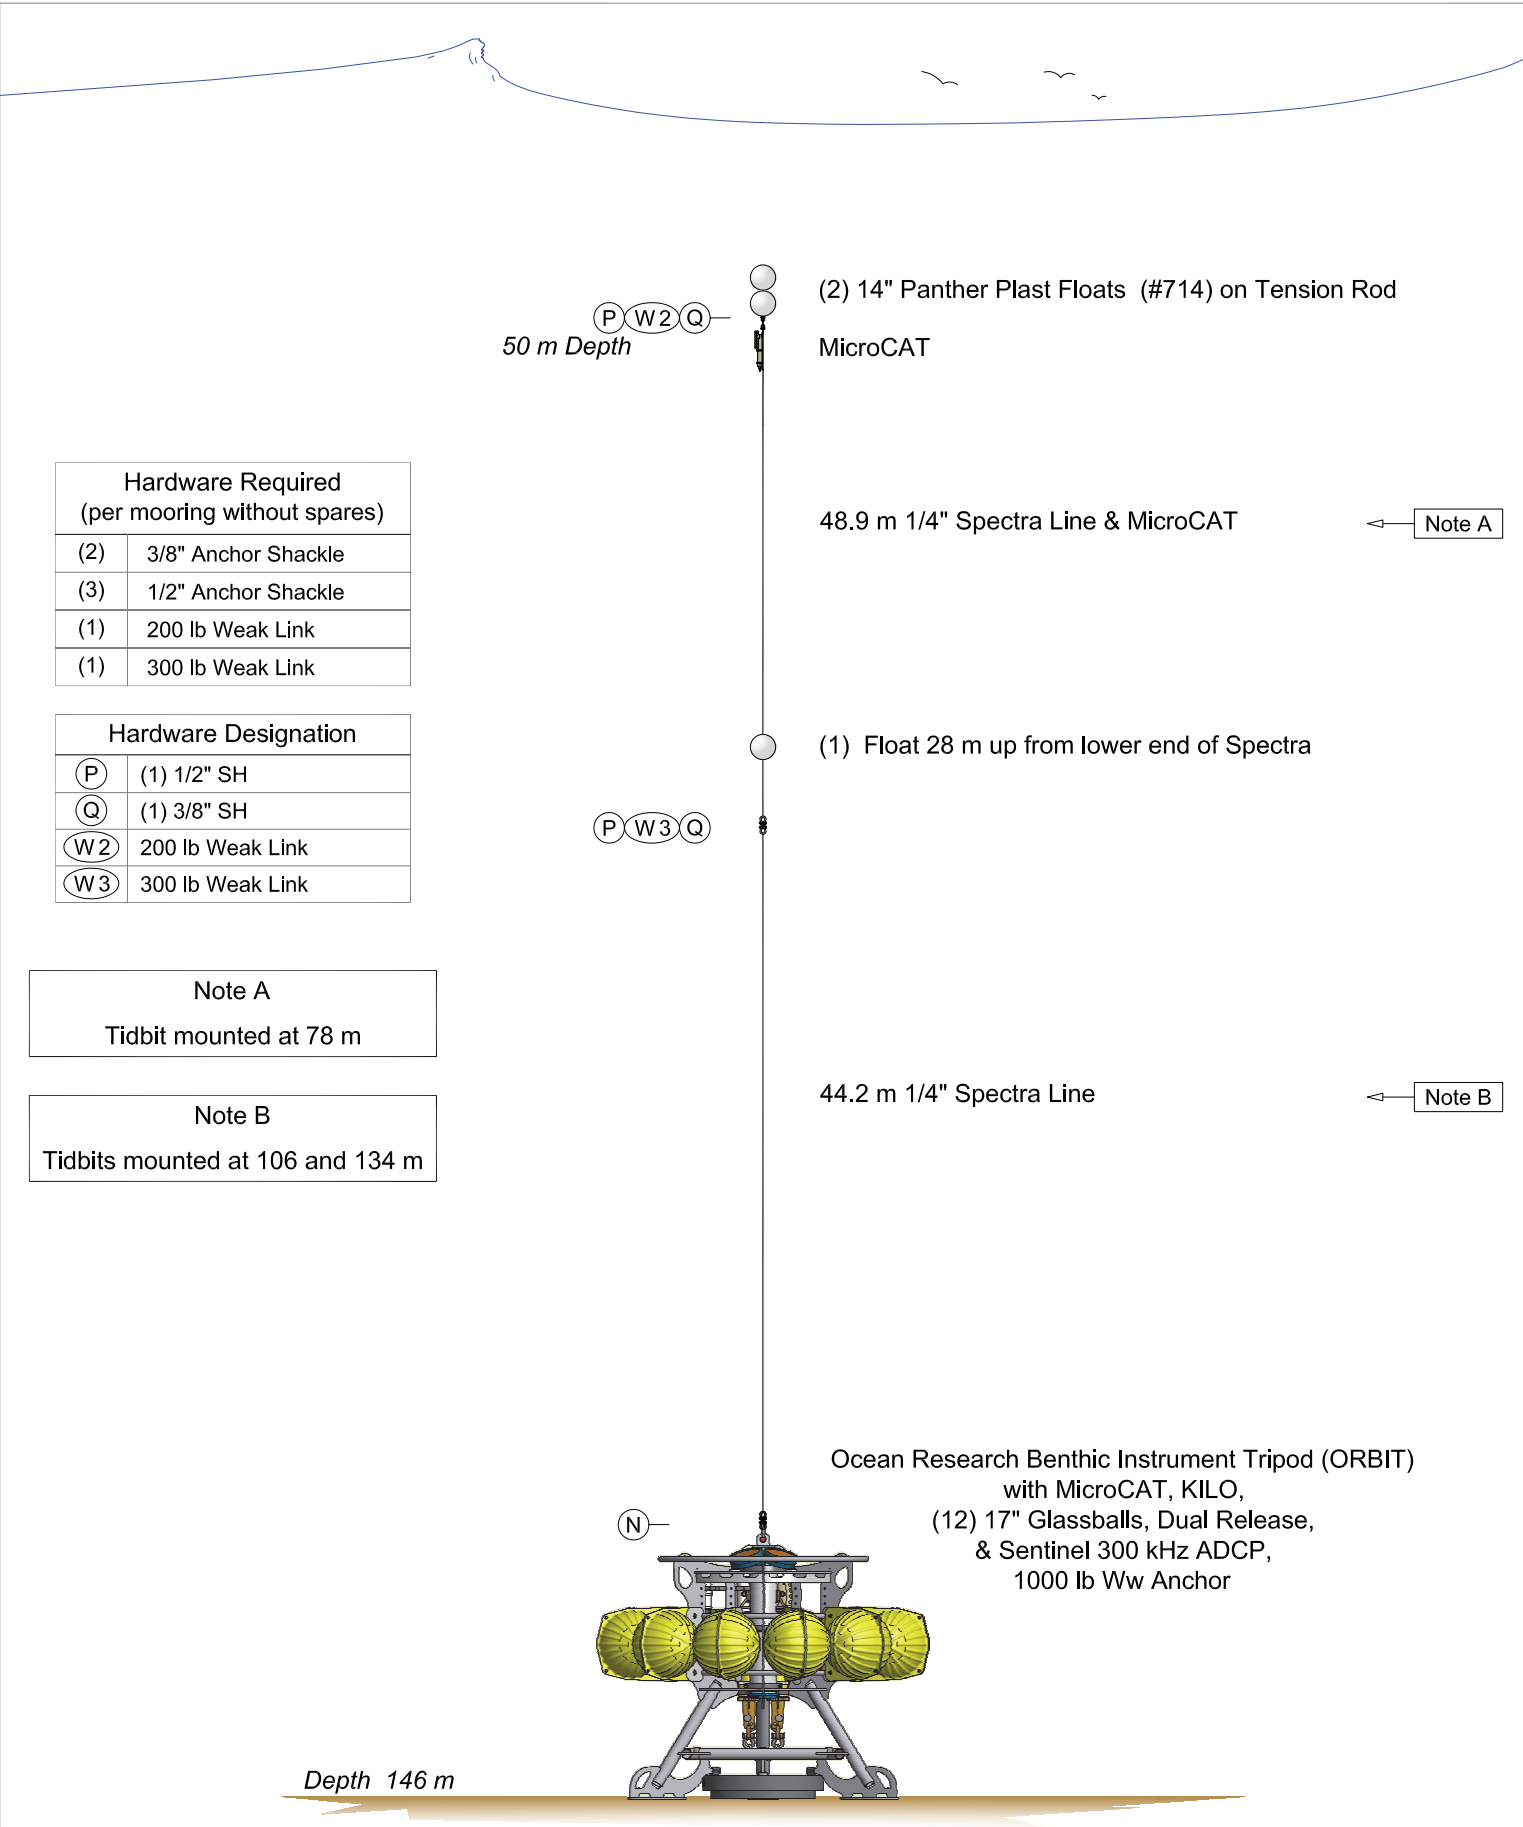 (2) 14" Panther Plast Floats (#714) on Tension Rod
P W2 Q
50 m Depth
MicroCAT
Hardware Required
(per mooring without spares)
(2) 3/8" Anchor Shackle
(3) 1/2" Anchor Shackle
(1) 200 lb Weak Link
(1) 300 lb Weak Link
48.9 m 1/4" Spectra Line & MicroCAT
Note A
Hardware Designation
P (1) 1/2" SH
Q (1) 3/8" SH
W2 200 lb Weak Link
W3 300 lb Weak Link
(1) Float 28 m up from lower end of Spectra
P W3 Q
Note A
Tidbit mounted at 78 m
Note B
Tidbits mounted at 106 and 134 m
44.2 m 1/4" Spectra Line
Note B
Ocean Research Benthic Instrument Tripod (ORBIT)
with MicroCAT, KILO,
(12) 17" Glassballs, Dual Release,
& Sentinel 300 kHz ADCP,
1000 lb Ww Anchor
N
Depth 146 m